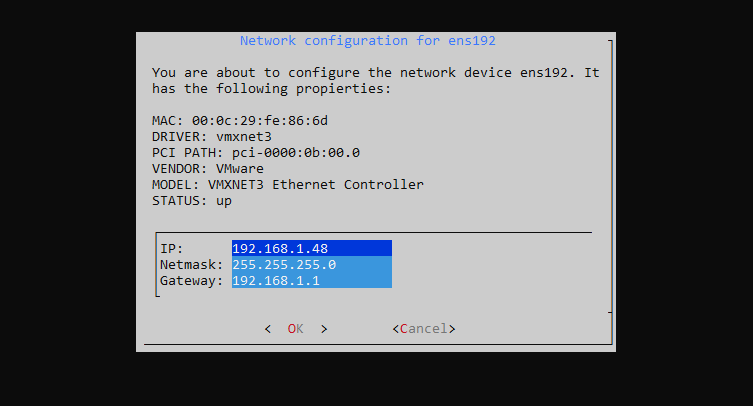 Network configuration for ens192
You are about to configure the network device ens192. It
has the following propierties:
MAC: 00:0c:29:fe:86:6d
DRIVER: vmxnet3
PCI PATH: pci-0000:0b:00.0
VENDOR: VMware
MODEL: VMXNET3 Ethernet Controller
STATUS: up
IP: 192.168.1.48
Netmask: 255.255.255.0
Gateway: 192.168.1.1
< OK > <Cancel>